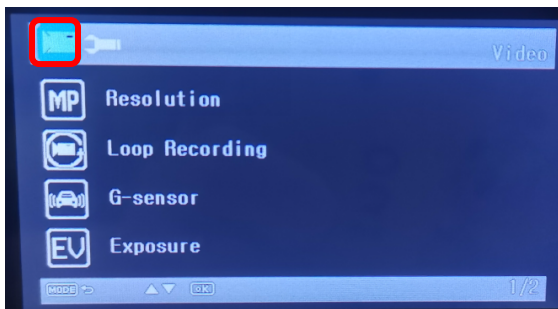 Video
MP Resolution
Loop Recording
G-sensor
EV Exposure
MODE OK 1/2